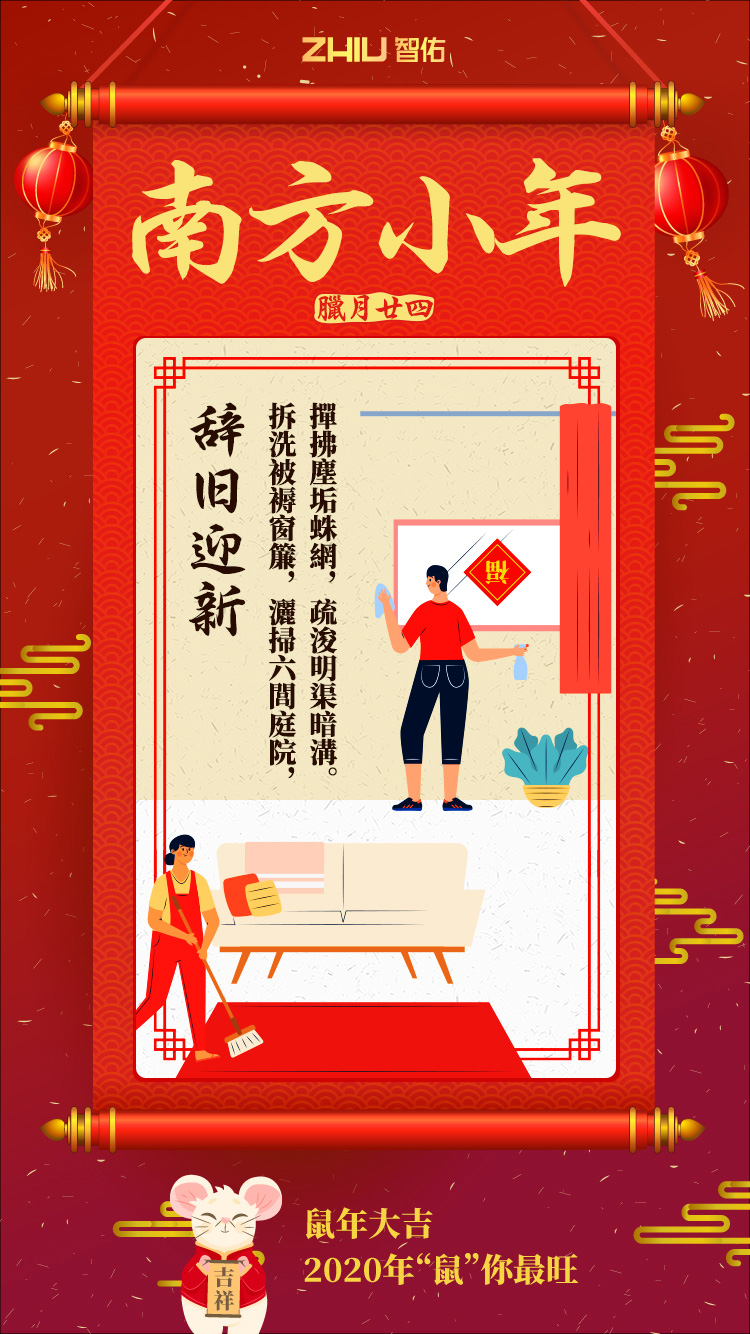 ZHIU 智佑
南方小年
臘月廿四
撣拂塵垢蛛網，疏浚明渠暗溝。
拆洗被褥窗簾，灑掃六閭庭院，
辞旧迎新
福
吉祥
鼠年大吉
2020年“鼠”你最旺